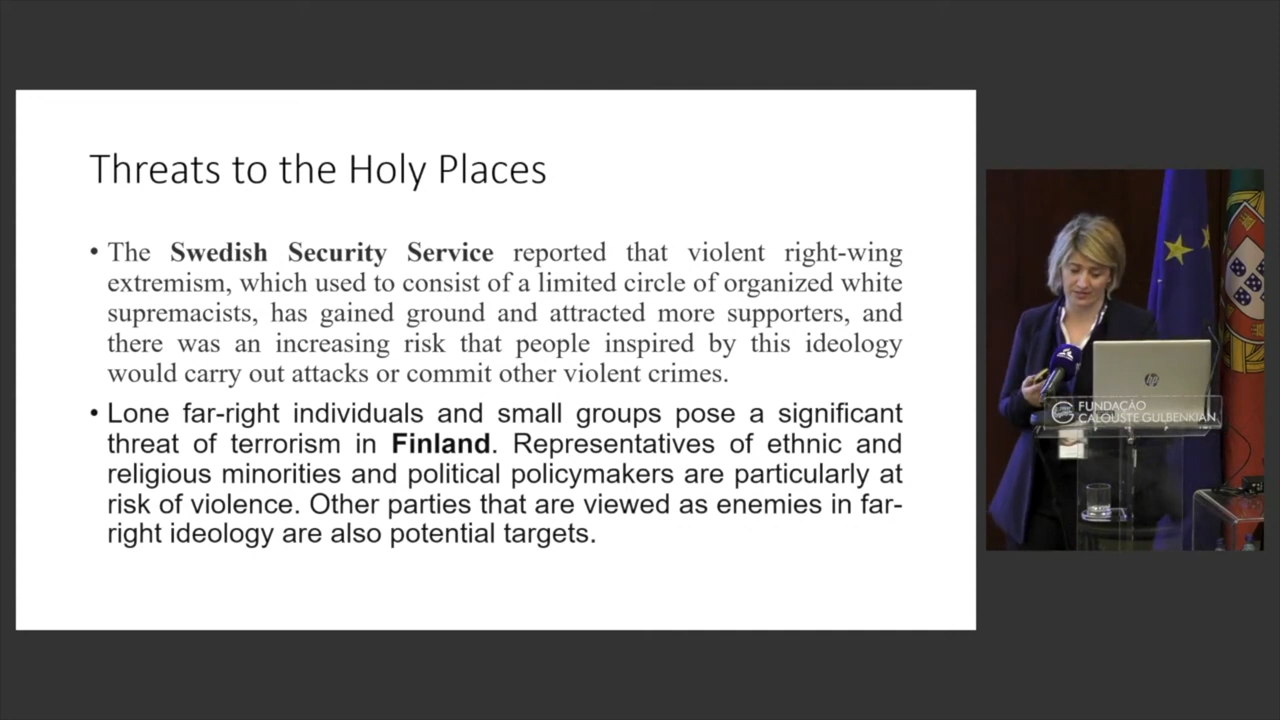 Threats to the Holy Places
• The Swedish Security Service reported that violent right-wing
extremism, which used to consist of a limited circle of organized white
supremacists, has gained ground and attracted more supporters, and
there was an increasing risk that people inspired by this ideology
would carry out attacks or commit other violent crimes.
• Lone far-right individuals and small groups pose a significant
threat of terrorism in Finland. Representatives of ethnic and
religious minorities and political policymakers are particularly at
risk of violence. Other parties that are viewed as enemies in far-
right ideology are also potential targets.
hp
FUNDAÇÃO
CALOUSTE GULBENKIAN